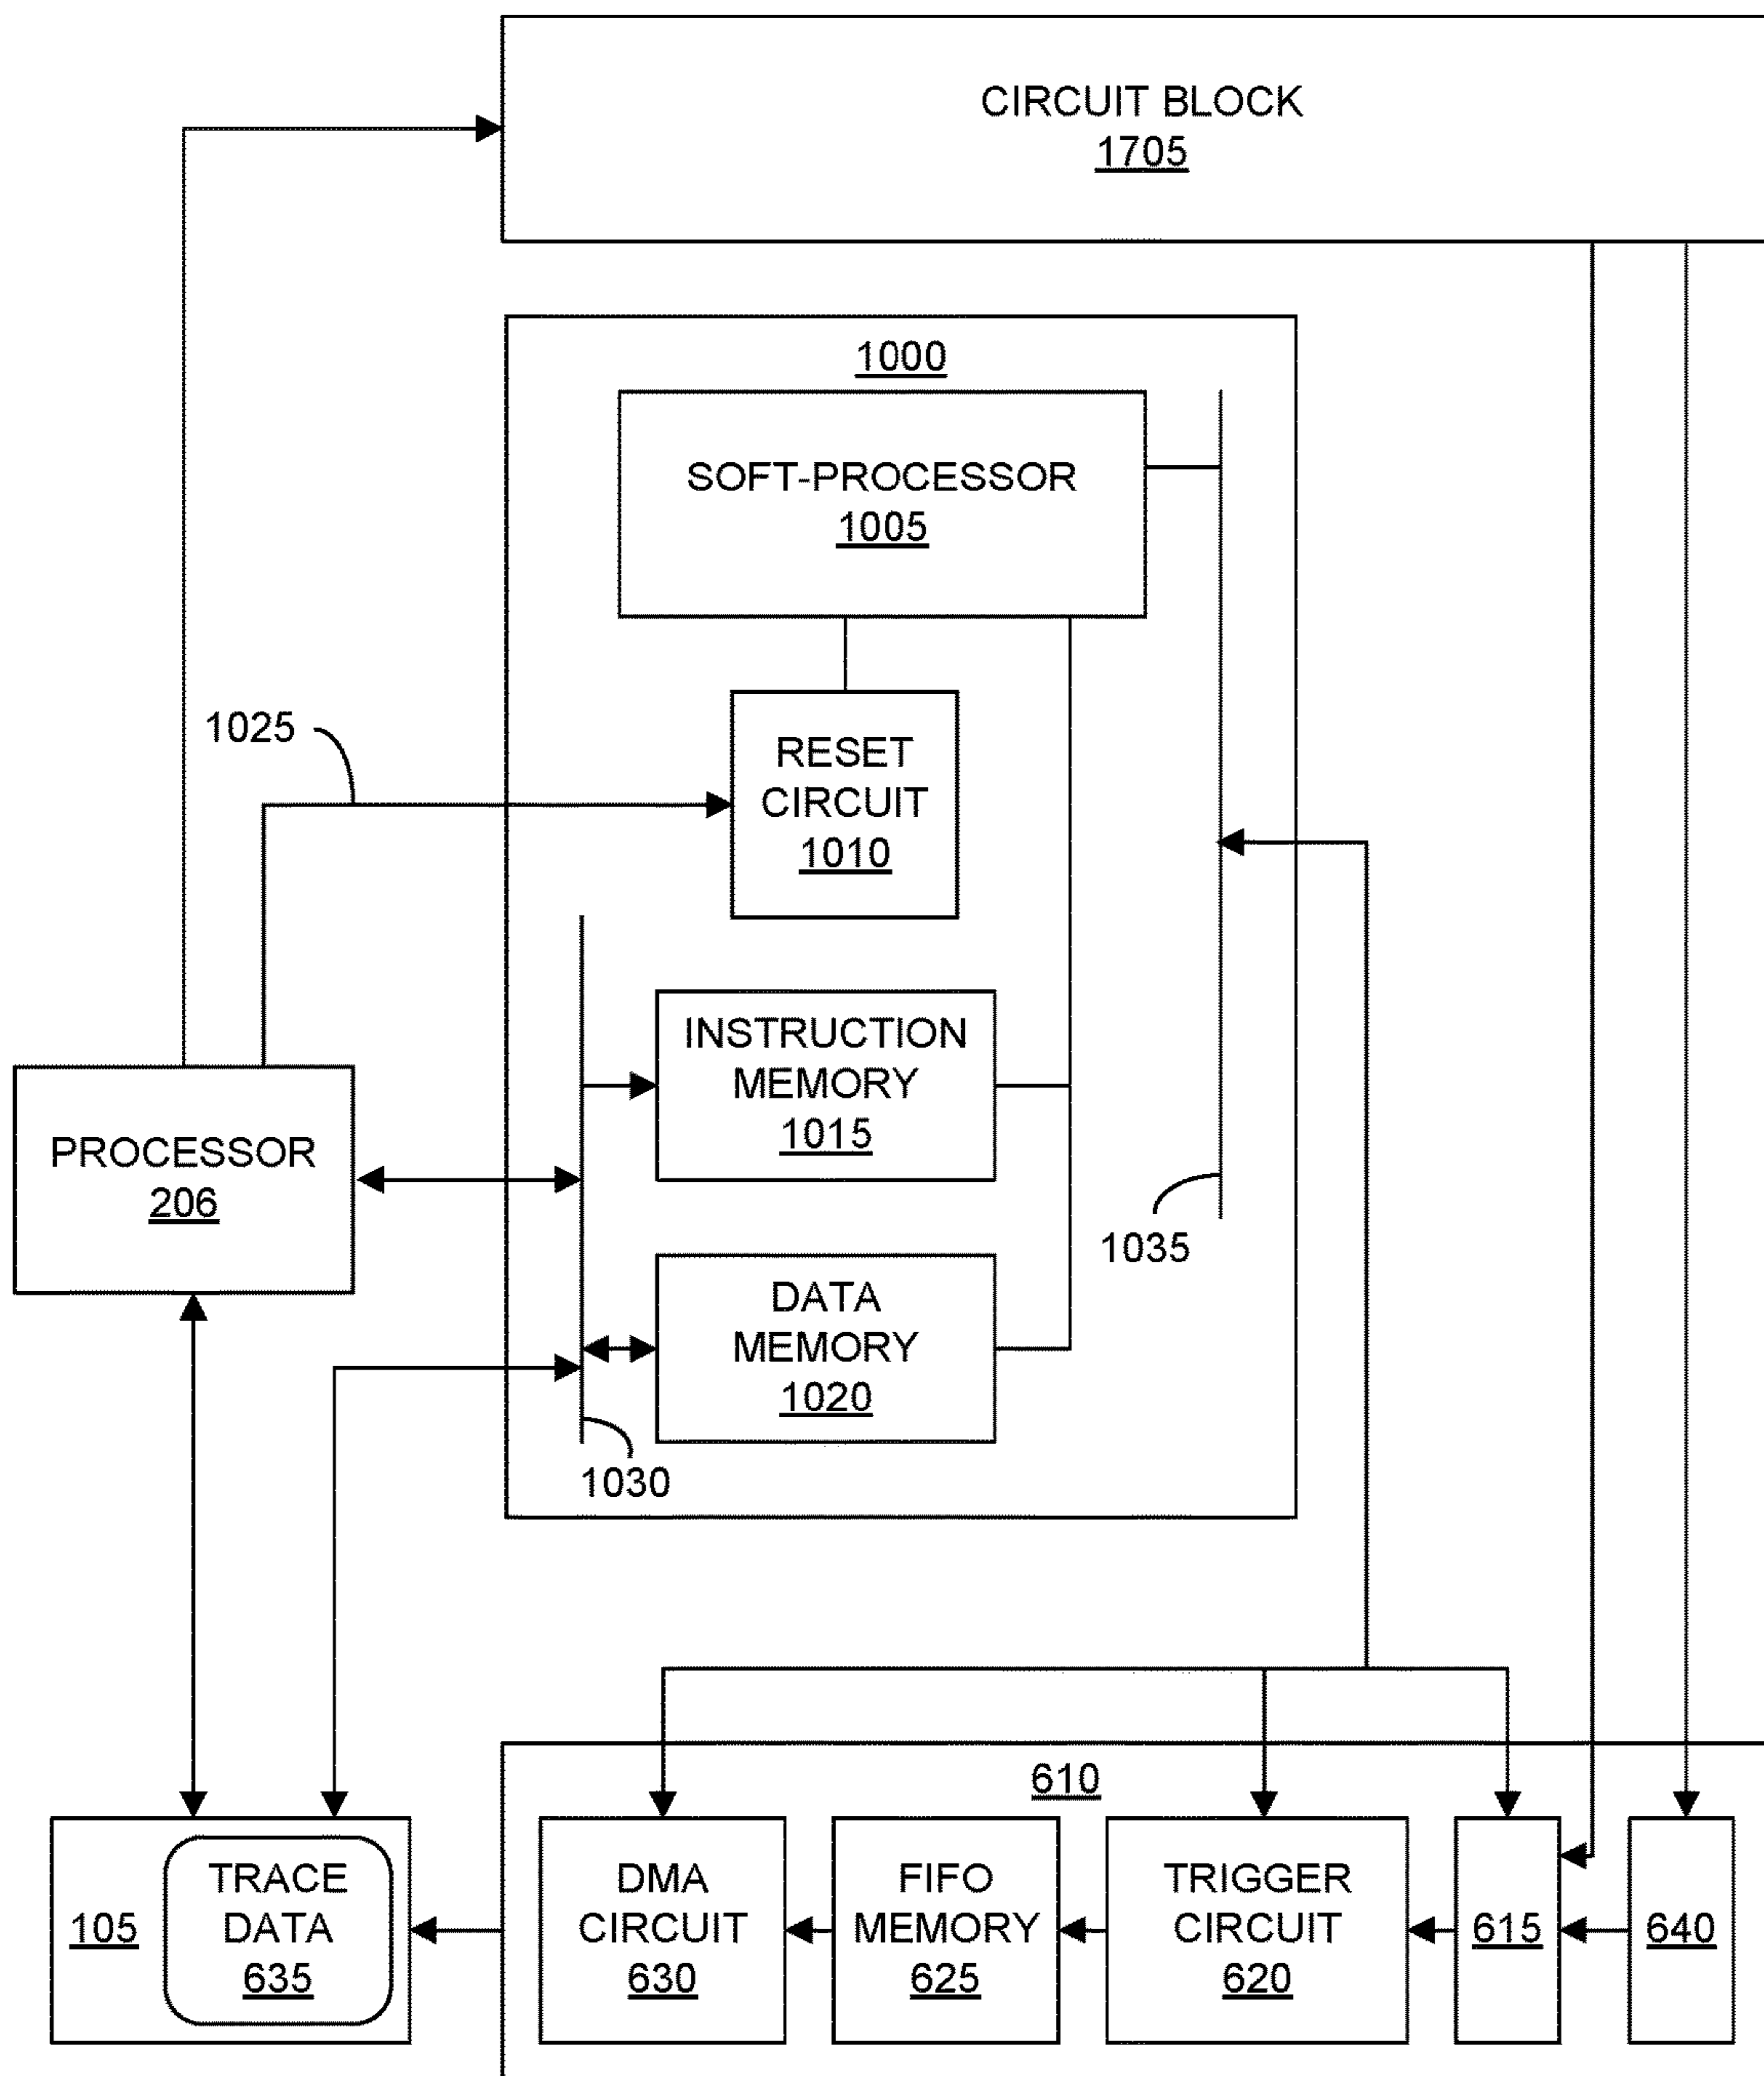 CIRCUIT BLOCK
1705
1000
SOFT-PROCESSOR
1005
1025
RESET
CIRCUIT
1010
INSTRUCTION
MEMORY
1015
PROCESSOR
206
1035
DATA
MEMORY
1020
1030
610
TRACE
DATA
635
105
DMA
CIRCUIT
630
FIFO
MEMORY
625
TRIGGER
CIRCUIT
620
615
640